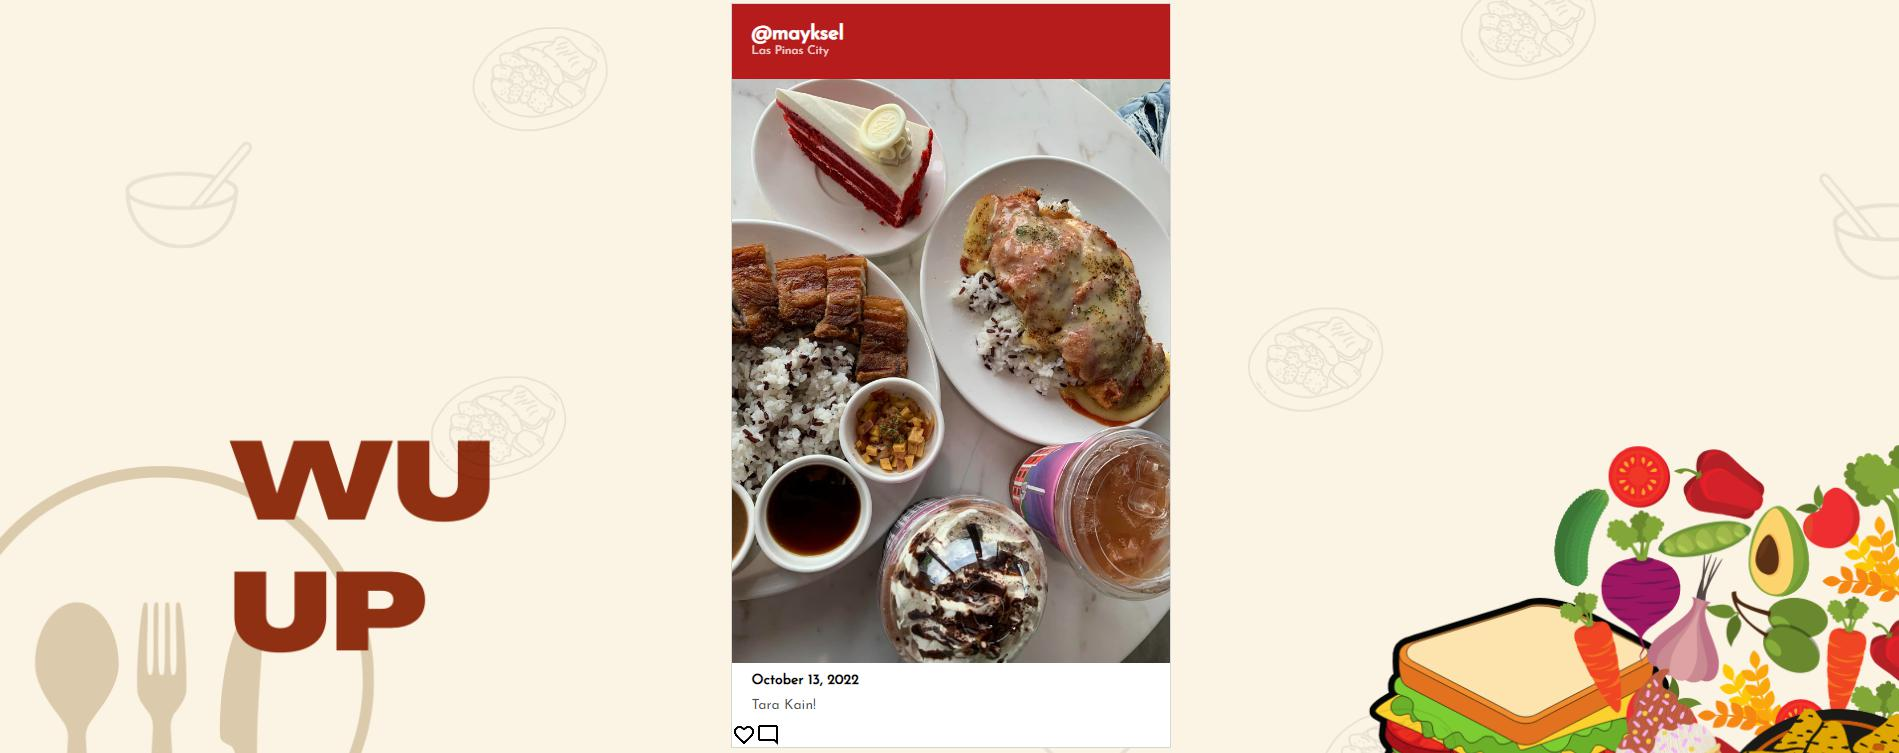 @mayksel
Las Pinas City
WU
UP
October 13, 2022
Tara Kain!